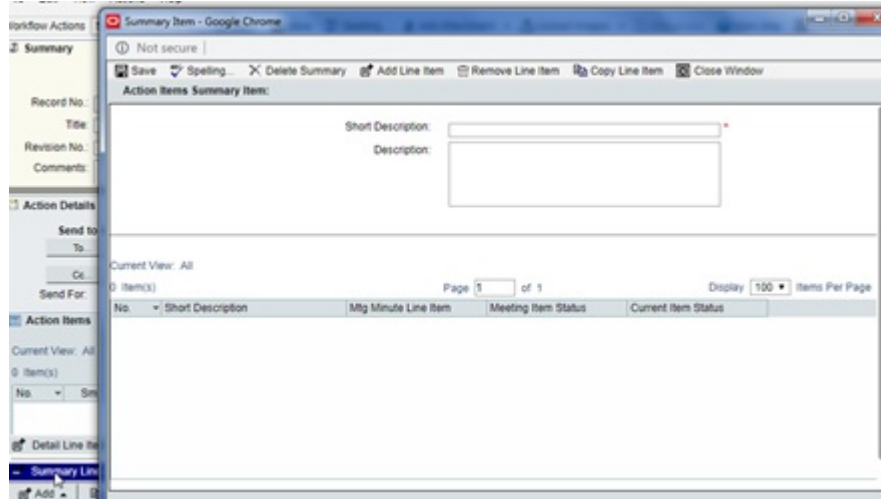 Workflow Actions
Summary Item - Google Chrome
Summary
Not secure
Save Spelling... Delete Summary Add Line Item Remove Line Item Copy Line Item Close Window
Action Items Summary Item:
Record No.:
Title:
Short Description: *
Revision No.:
Description:
Comments:
Action Details
Send to
To...
Cc...
Current View: All
Send For:
0 Item(s) Page 1 of 1 Display 100 Items Per Page
No. Short Description Mtg Minute Line Item Meeting Item Status Current Item Status
Action Items
Current View: All
0 Item(s)
No. Sm
Detail Line Ite
Summary Line
Add